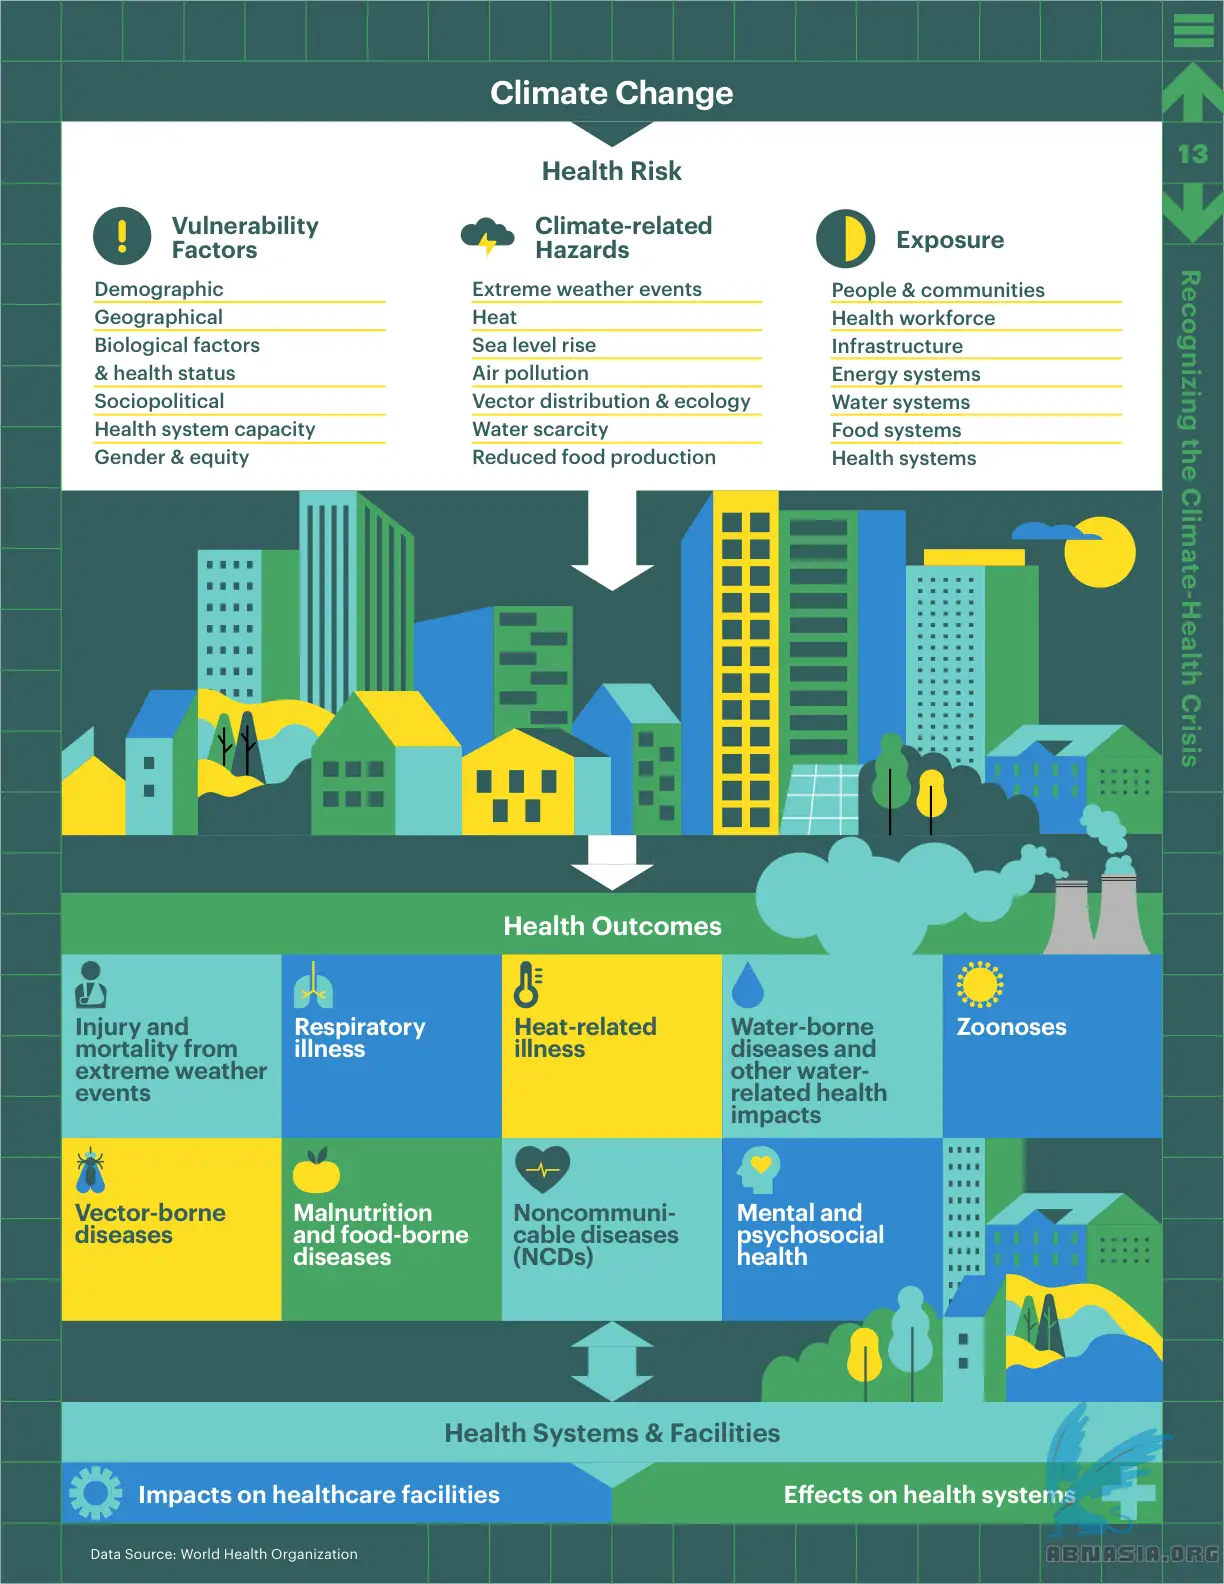 Climate Change
13
Health Risk
Vulnerability
Factors
Demographic
Geographical
Biological factors
& health status
Sociopolitical
Health system capacity
Gender & equity
Climate-related
Hazards
Extreme weather events
Heat
Sea level rise
Air pollution
Vector distribution & ecology
Water scarcity
Reduced food production
Exposure
People & communities
Health workforce
Infrastructure
Energy systems
Water systems
Food systems
Health systems
Recognizing the Climate-Health Crisis
Health Outcomes
Injury and
mortality from
extreme weather
events
Respiratory
illness
Heat-related
illness
Water-borne
diseases and
other water-
related health
impacts
Zoonoses
Vector-borne
diseases
Malnutrition
and food-borne
diseases
Noncommuni-
cable diseases
(NCDs)
Mental and
psychosocial
health
Health Systems & Facilities
Impacts on healthcare facilities
Effects on health systems
Data Source: World Health Organization
ABNASIA.ORG